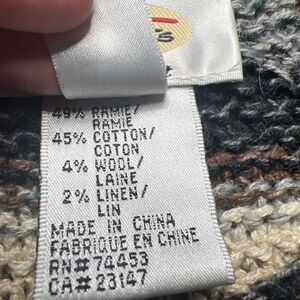 49% RAMIE/
RAMIE
45% COTTON/
COTON
4% WOOL/
LAINE
2% LINEN/
LIN
MADE IN CHINA
FABRIQUE EN CHINE
RN# 74453
CA# 23147